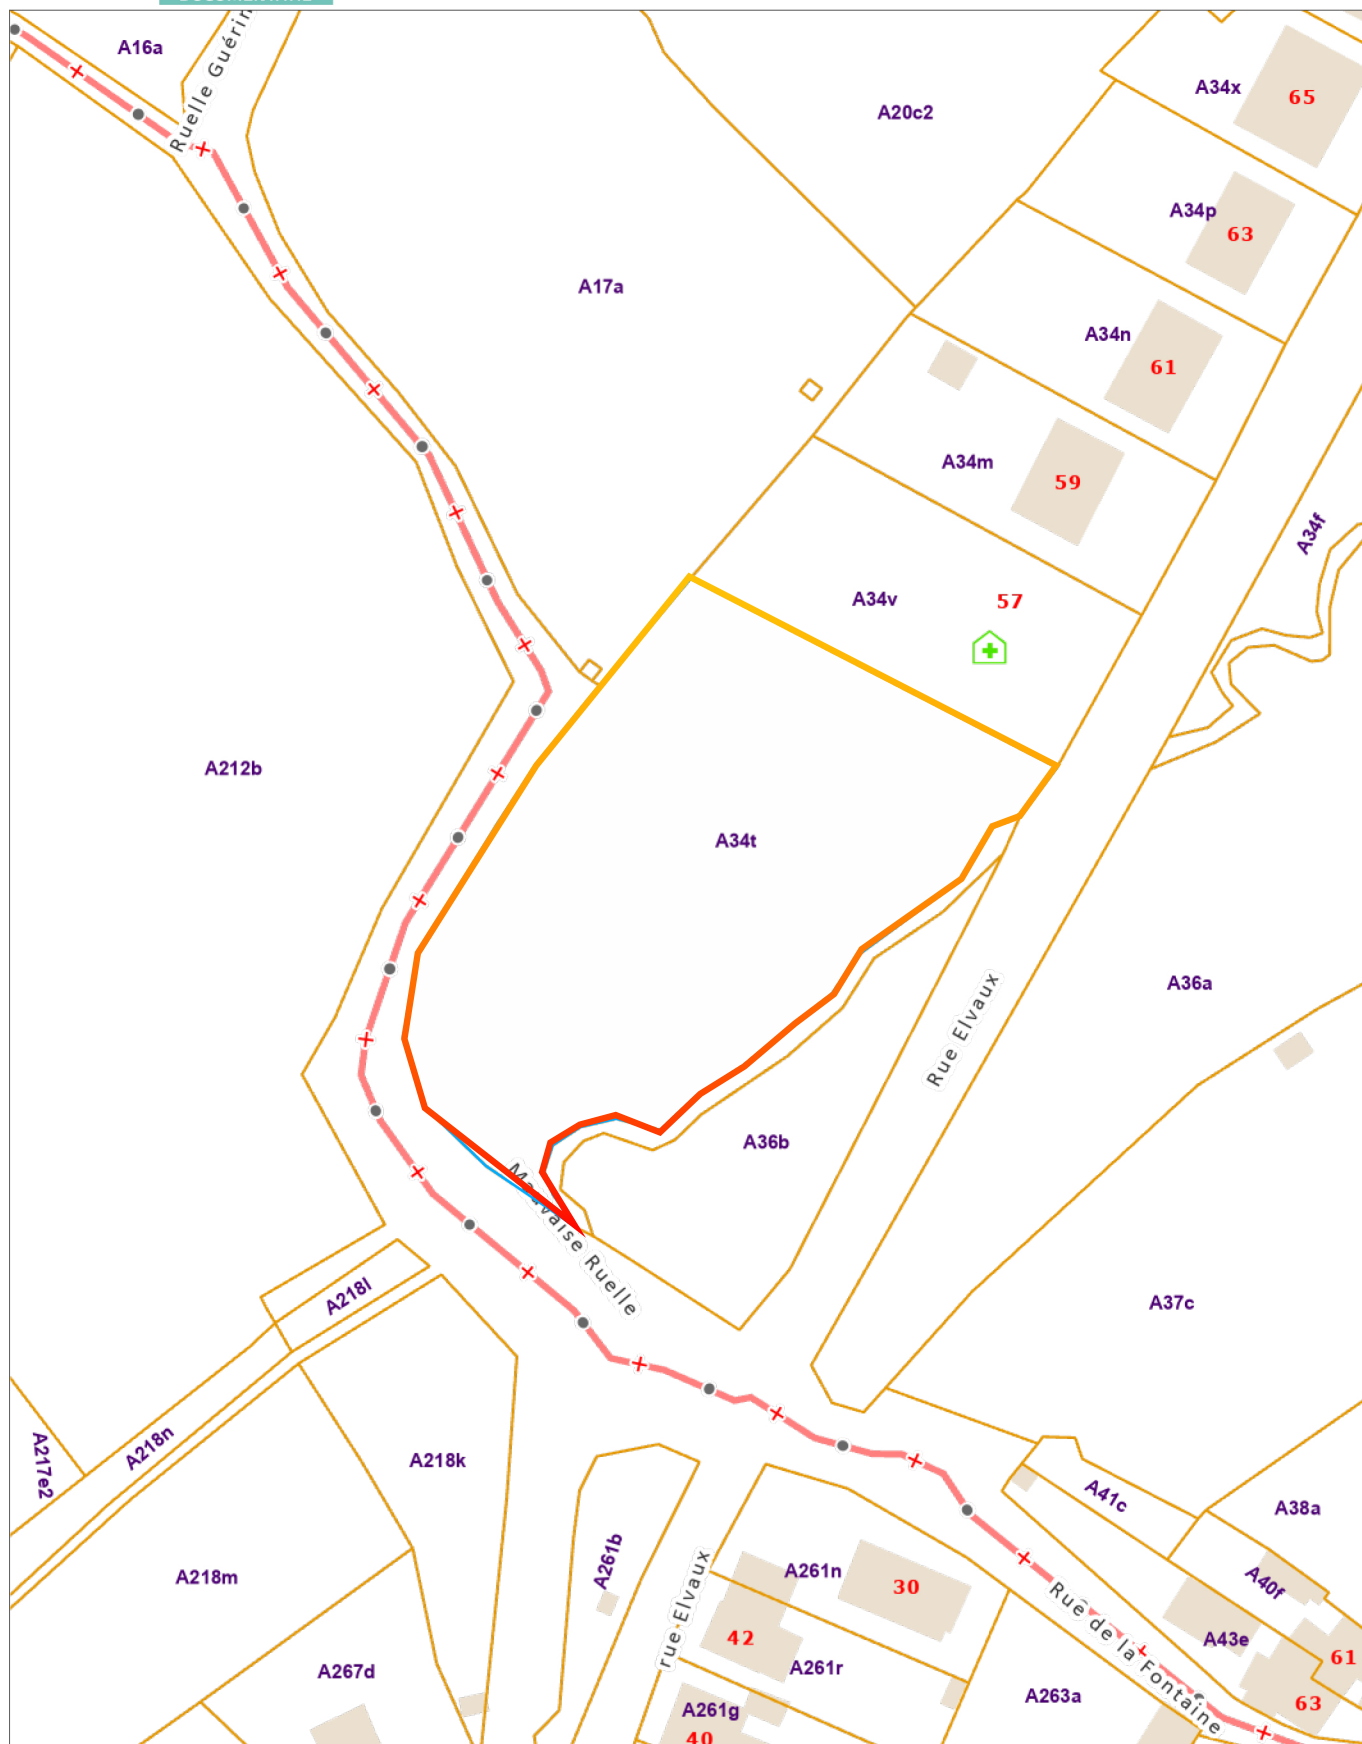 A16a
Ruelle Guérin
A20c2
A34x
65
A34p
63
A17a
A34n
61
A34m
59
A34f
A34v
57
A212b
A34t
A36a
Rue Elvaux
A36b
Mauvaise Ruelle
A218l
A37c
A217e2
A218n
A218k
A41c
A38a
A261b
A218m
A261n
30
A40f
rue Elvaux
Rue de la Fontaine
42
A43e
61
A267d
A261r
A263a
63
A261g
40